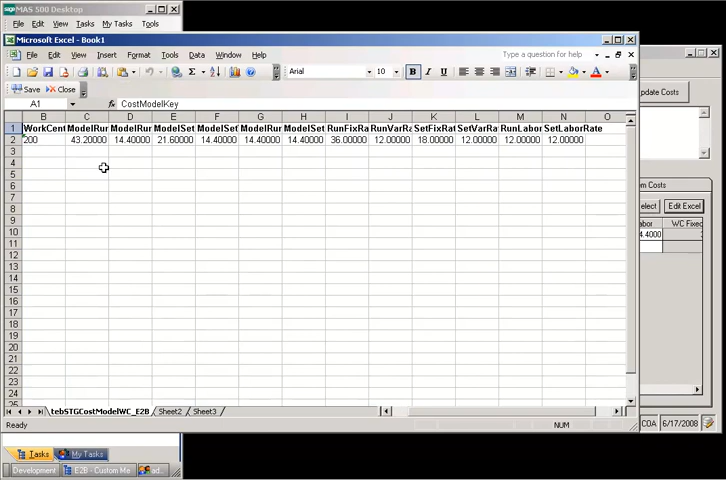 sage MAS 500 Desktop
File Edit View Tasks My Tasks Tools
Microsoft Excel - Book1
File Edit View Insert Format Tools Data Window Help Type a question for help
Arial 10 B I U
Save Close
A1 fx CostModelKey
B C D E F G H I J K L M N O
1 WorkCent ModelRur ModelRur ModelSet ModelSet ModelRur ModelSet RunFixRa RunVarRa SetFixRat SetVarRat RunLabor SetLaborRate
2 200 43.20000 14.40000 21.60000 14.40000 14.40000 14.40000 36.00000 12.00000 18.00000 12.00000 12.00000 12.00000
3
4
5
6
7
8
9
10
11
12
13
14
15
16
17
18
19
20
21
22
23
24
25
tebSTGCostModelWC_E2B Sheet2 Sheet3
Ready NUM
pdate Costs
m Costs
elect Edit Excel
abor WC Fixed
4.4000
COA 6/17/2008
Tasks My Tasks
Development E2B - Custom Me ad..